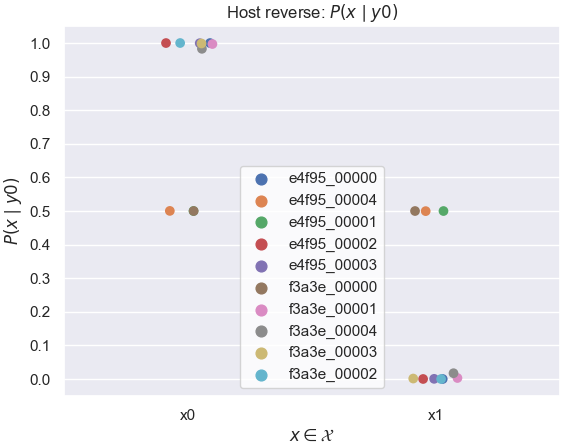 Host reverse: P(x | y0)
1.0
0.9
0.8
0.7
0.6
0.5
0.4
0.3
0.2
0.1
0.0
P(x | y0)
e4f95_00000
e4f95_00004
e4f95_00001
e4f95_00002
e4f95_00003
f3a3e_00000
f3a3e_00001
f3a3e_00004
f3a3e_00003
f3a3e_00002
x0 x1
x ∈ 𝒳